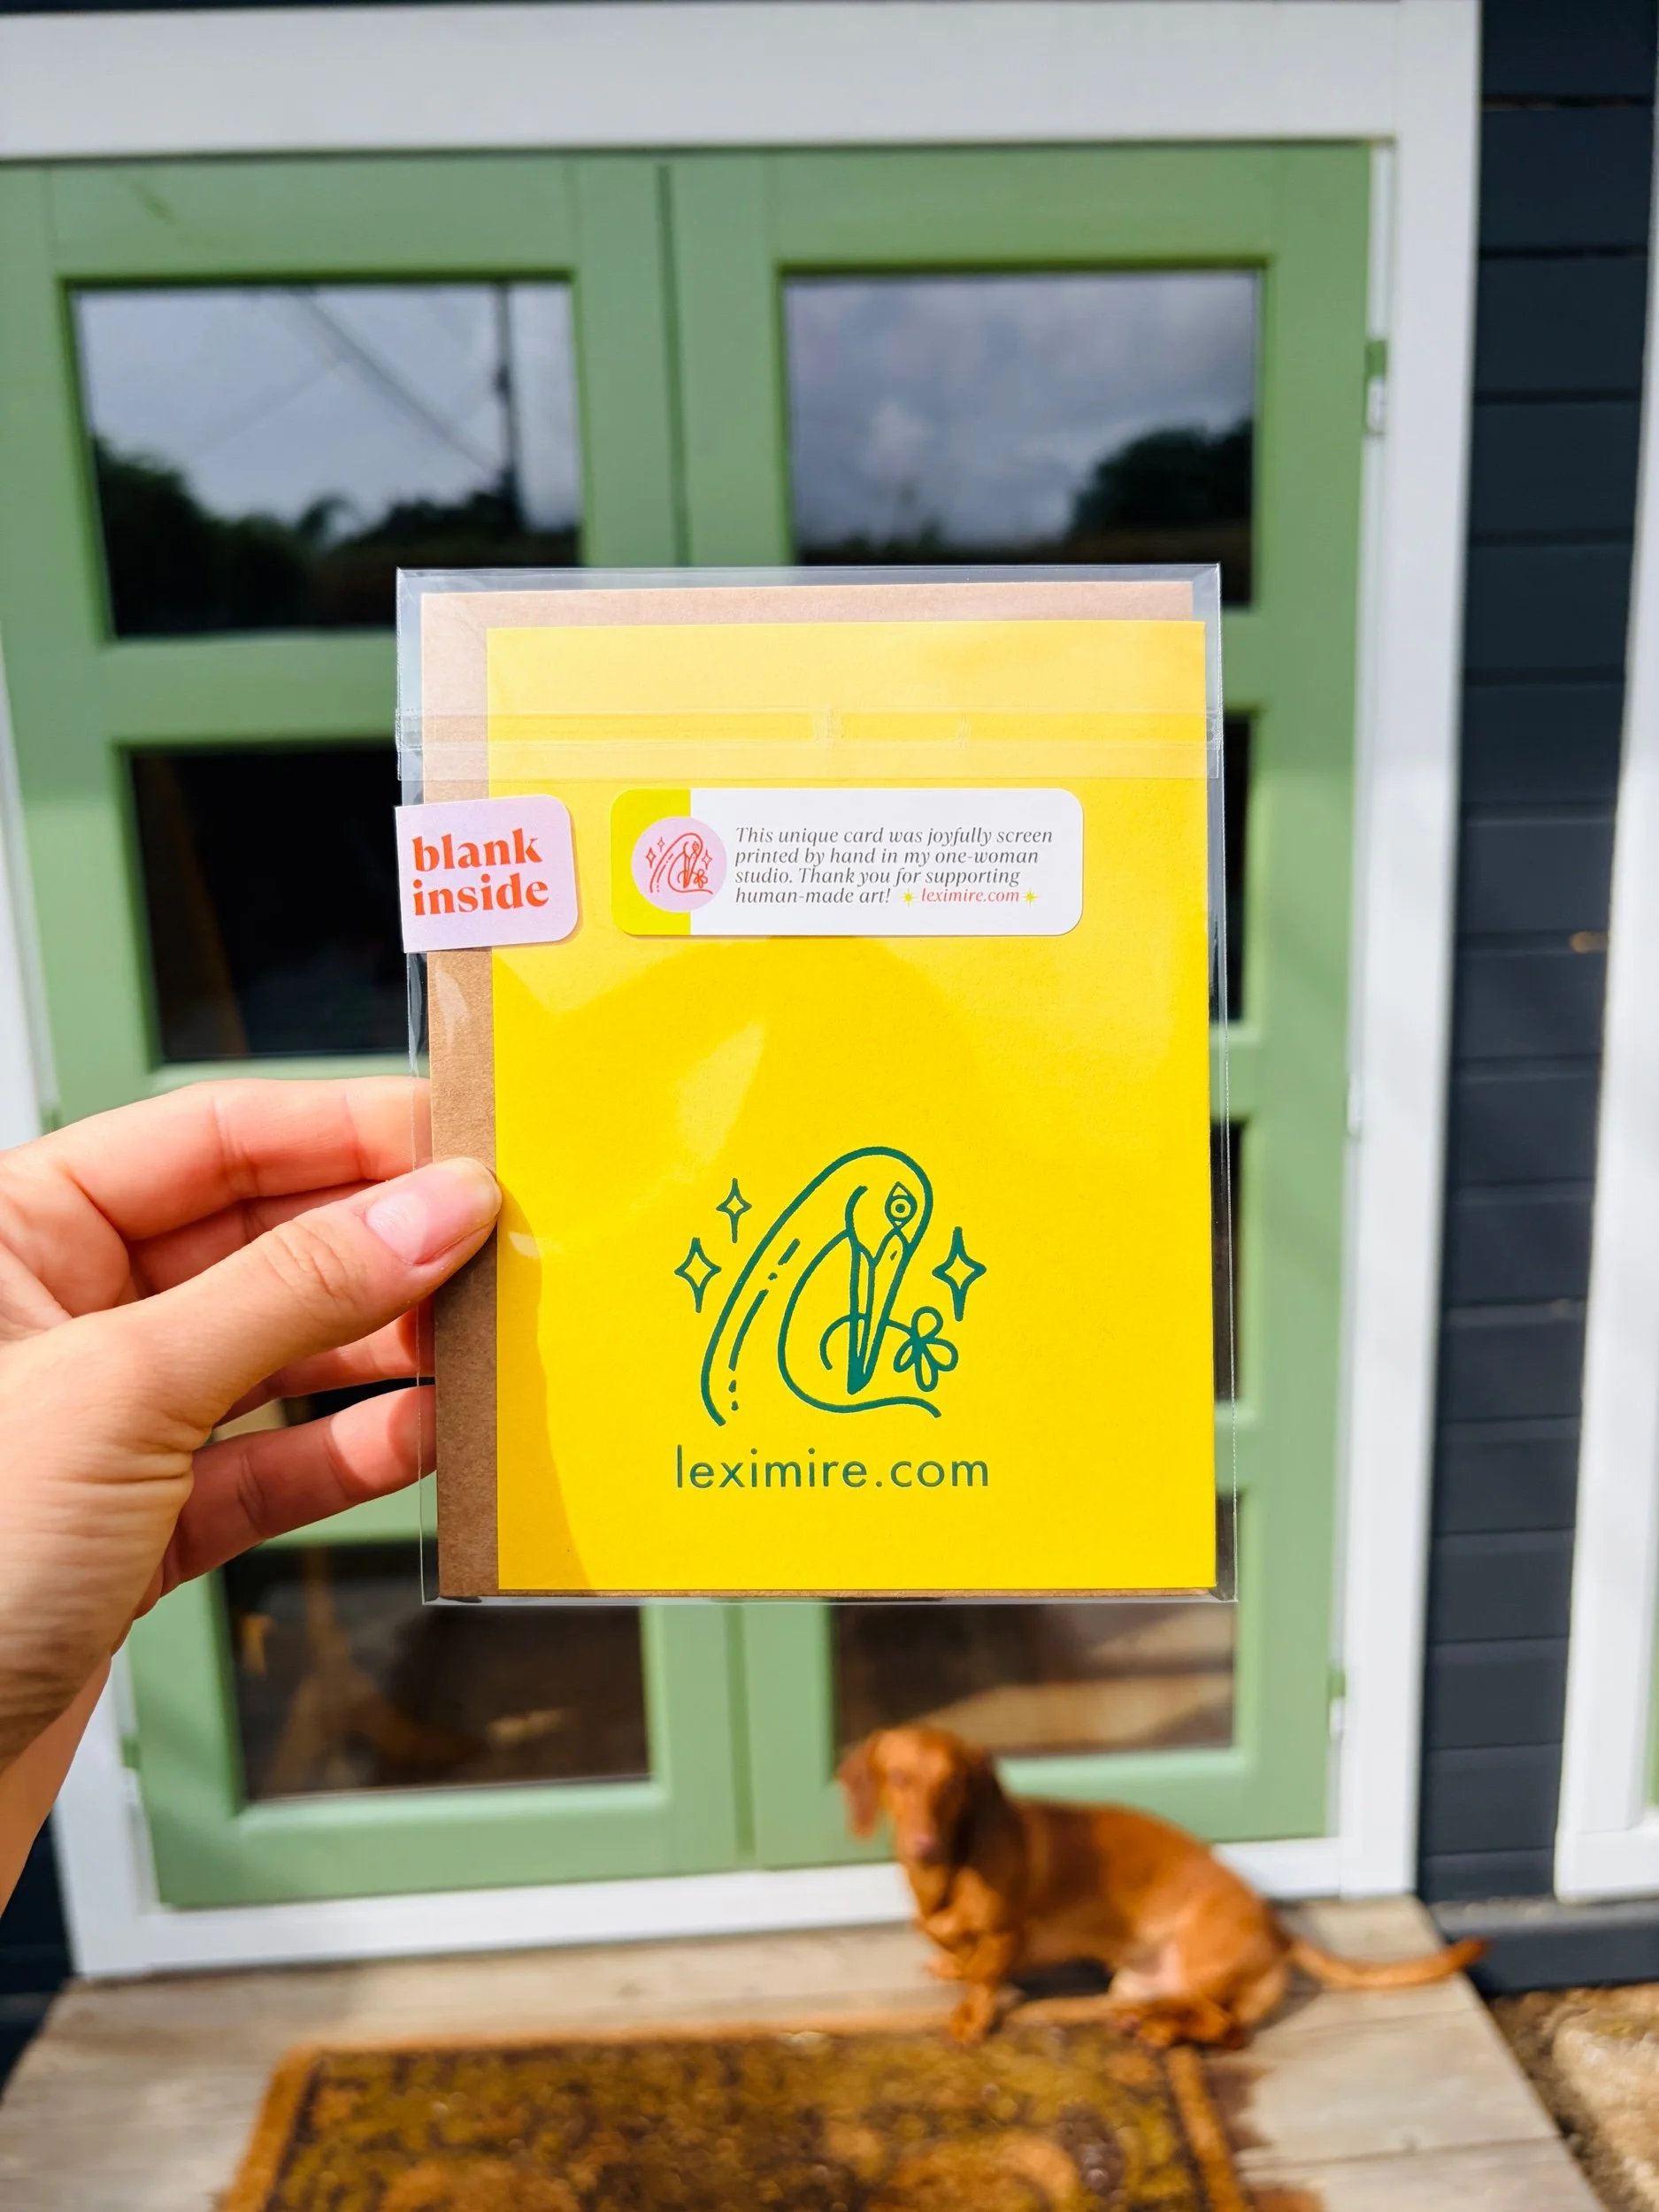 blank
inside
This unique card was joyfully screen
printed by hand in my one-woman
studio. Thank you for supporting
human-made art! leximire.com
leximire.com